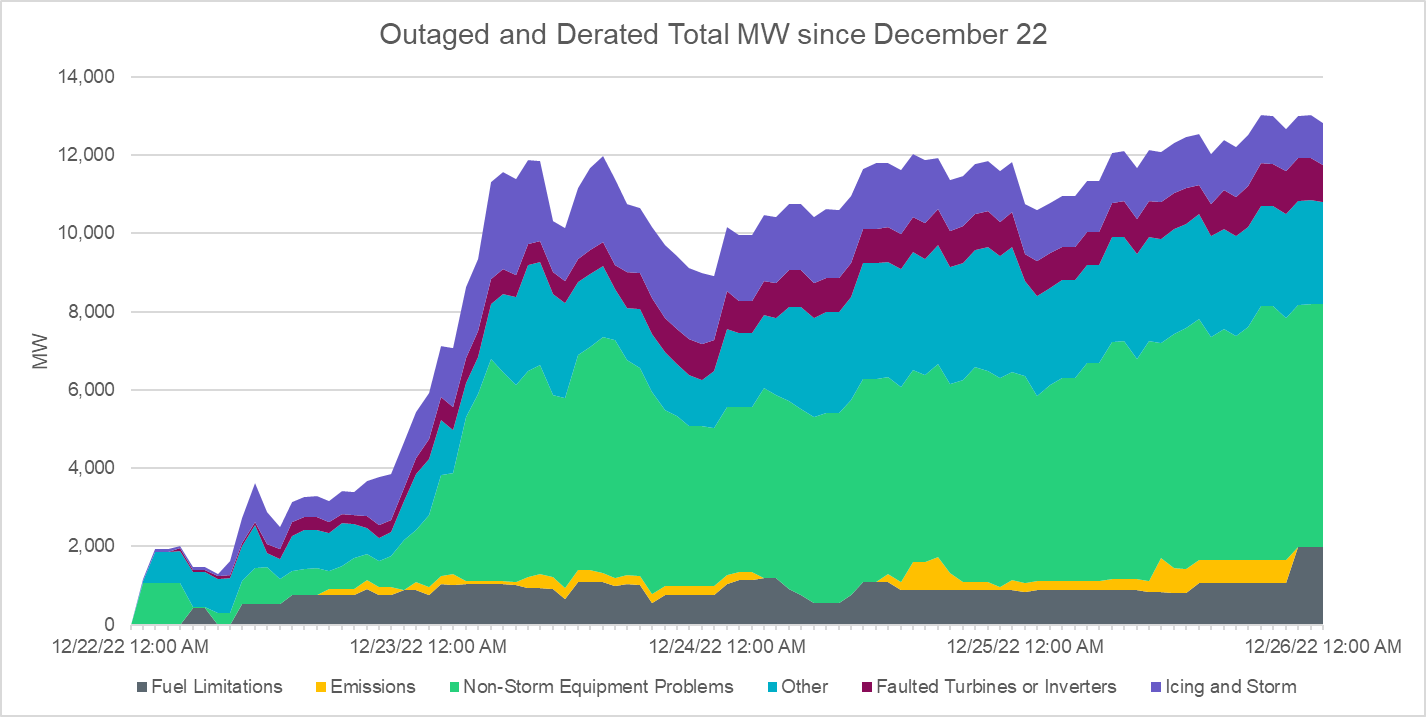 Outaged and Derated Total MW since December 22
14,000
12,000
10,000
8,000
6,000
4,000
2,000
0
MW
12/22/22 12:00 AM 12/23/22 12:00 AM 12/24/22 12:00 AM 12/25/22 12:00 AM 12/26/22 12:00 AM
Fuel Limitations Emissions Non-Storm Equipment Problems Other Faulted Turbines or Inverters Icing and Storm